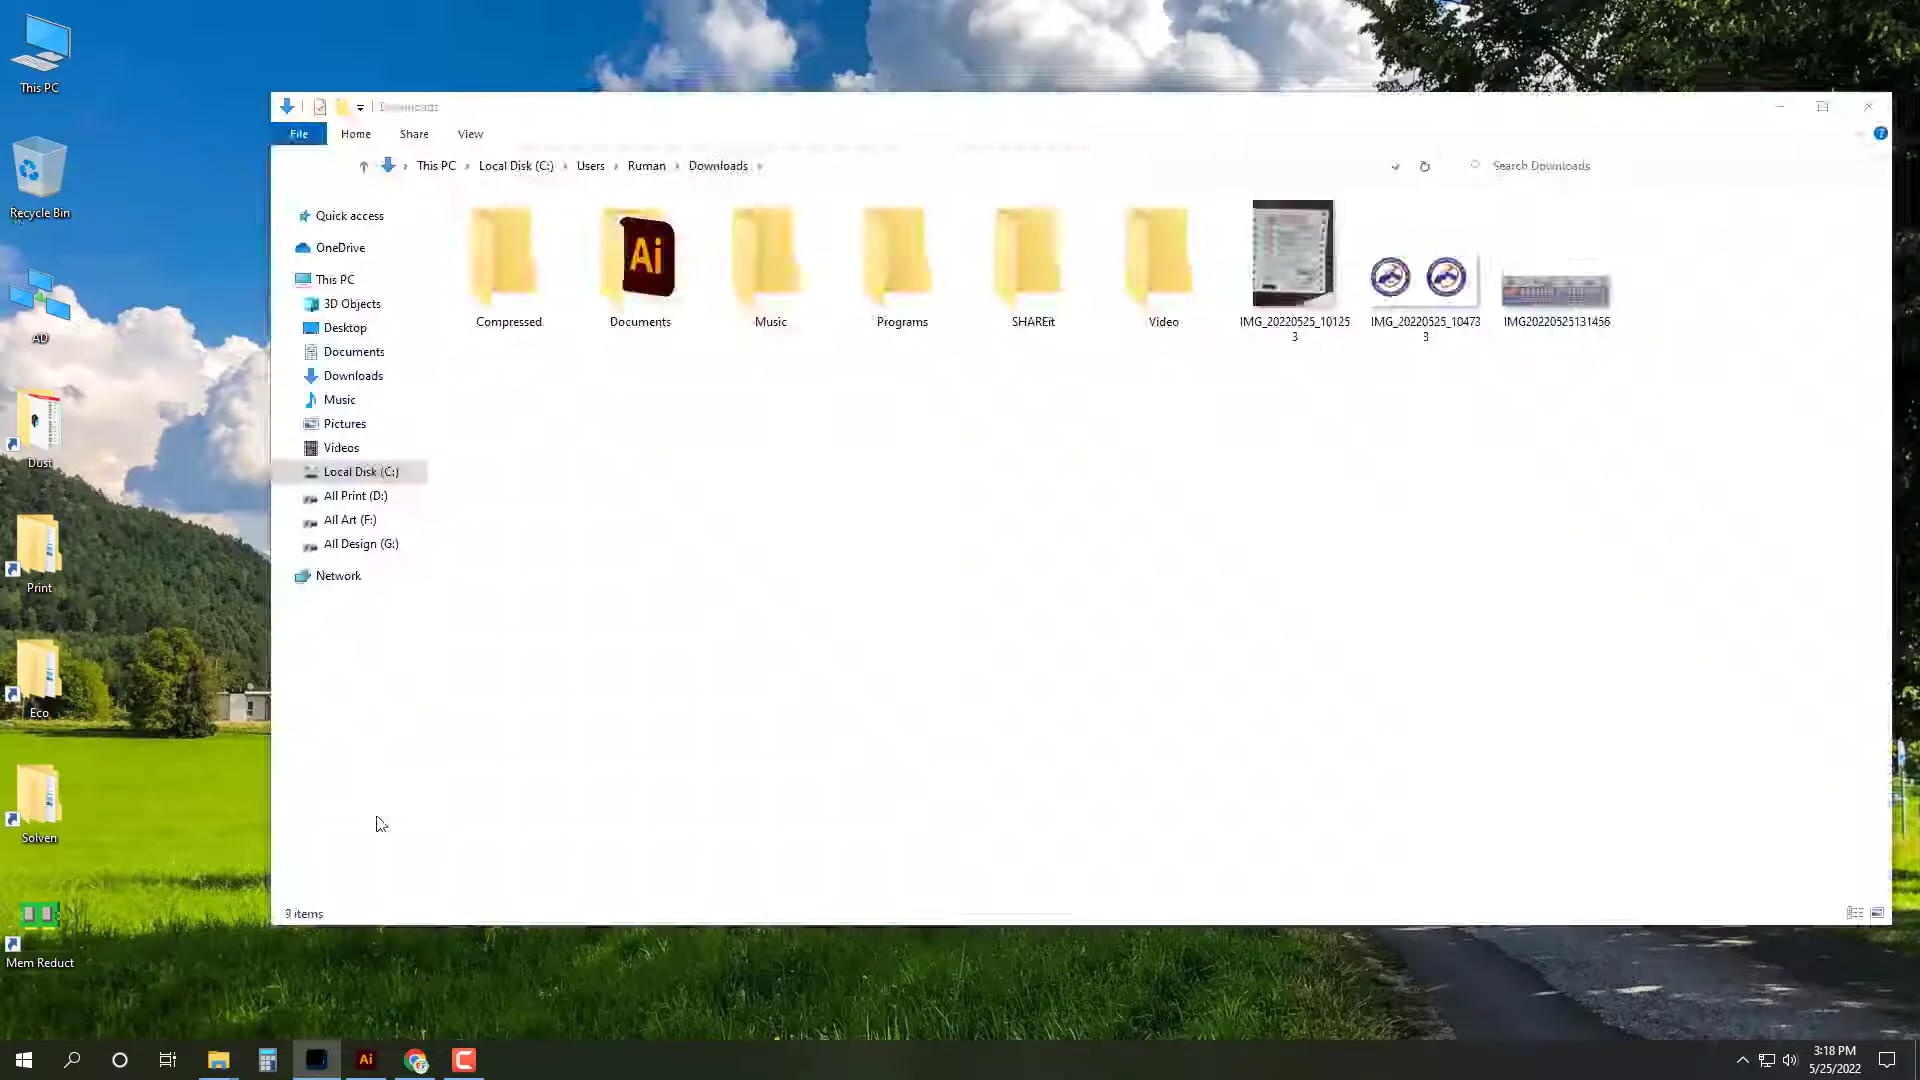 This PC
Recycle Bin
AD
Dust
Print
Eco
Solven
Mem Reduct
Downloads
File Home Share View
This PC Local Disk (C:) Users Ruman Downloads
Search Downloads
Quick access
OneDrive
This PC
3D Objects
Desktop
Documents
Downloads
Music
Pictures
Videos
Local Disk (C:)
All Print (D:)
All Art (F:)
All Design (G:)
Network
Ai
Compressed
Documents
Music
Programs
SHAREit
Video
IMG_20220525_10125
3
IMG_20220525_10473
3
IMG20220525131456
9 items
Ai
3:18 PM
5/25/2022